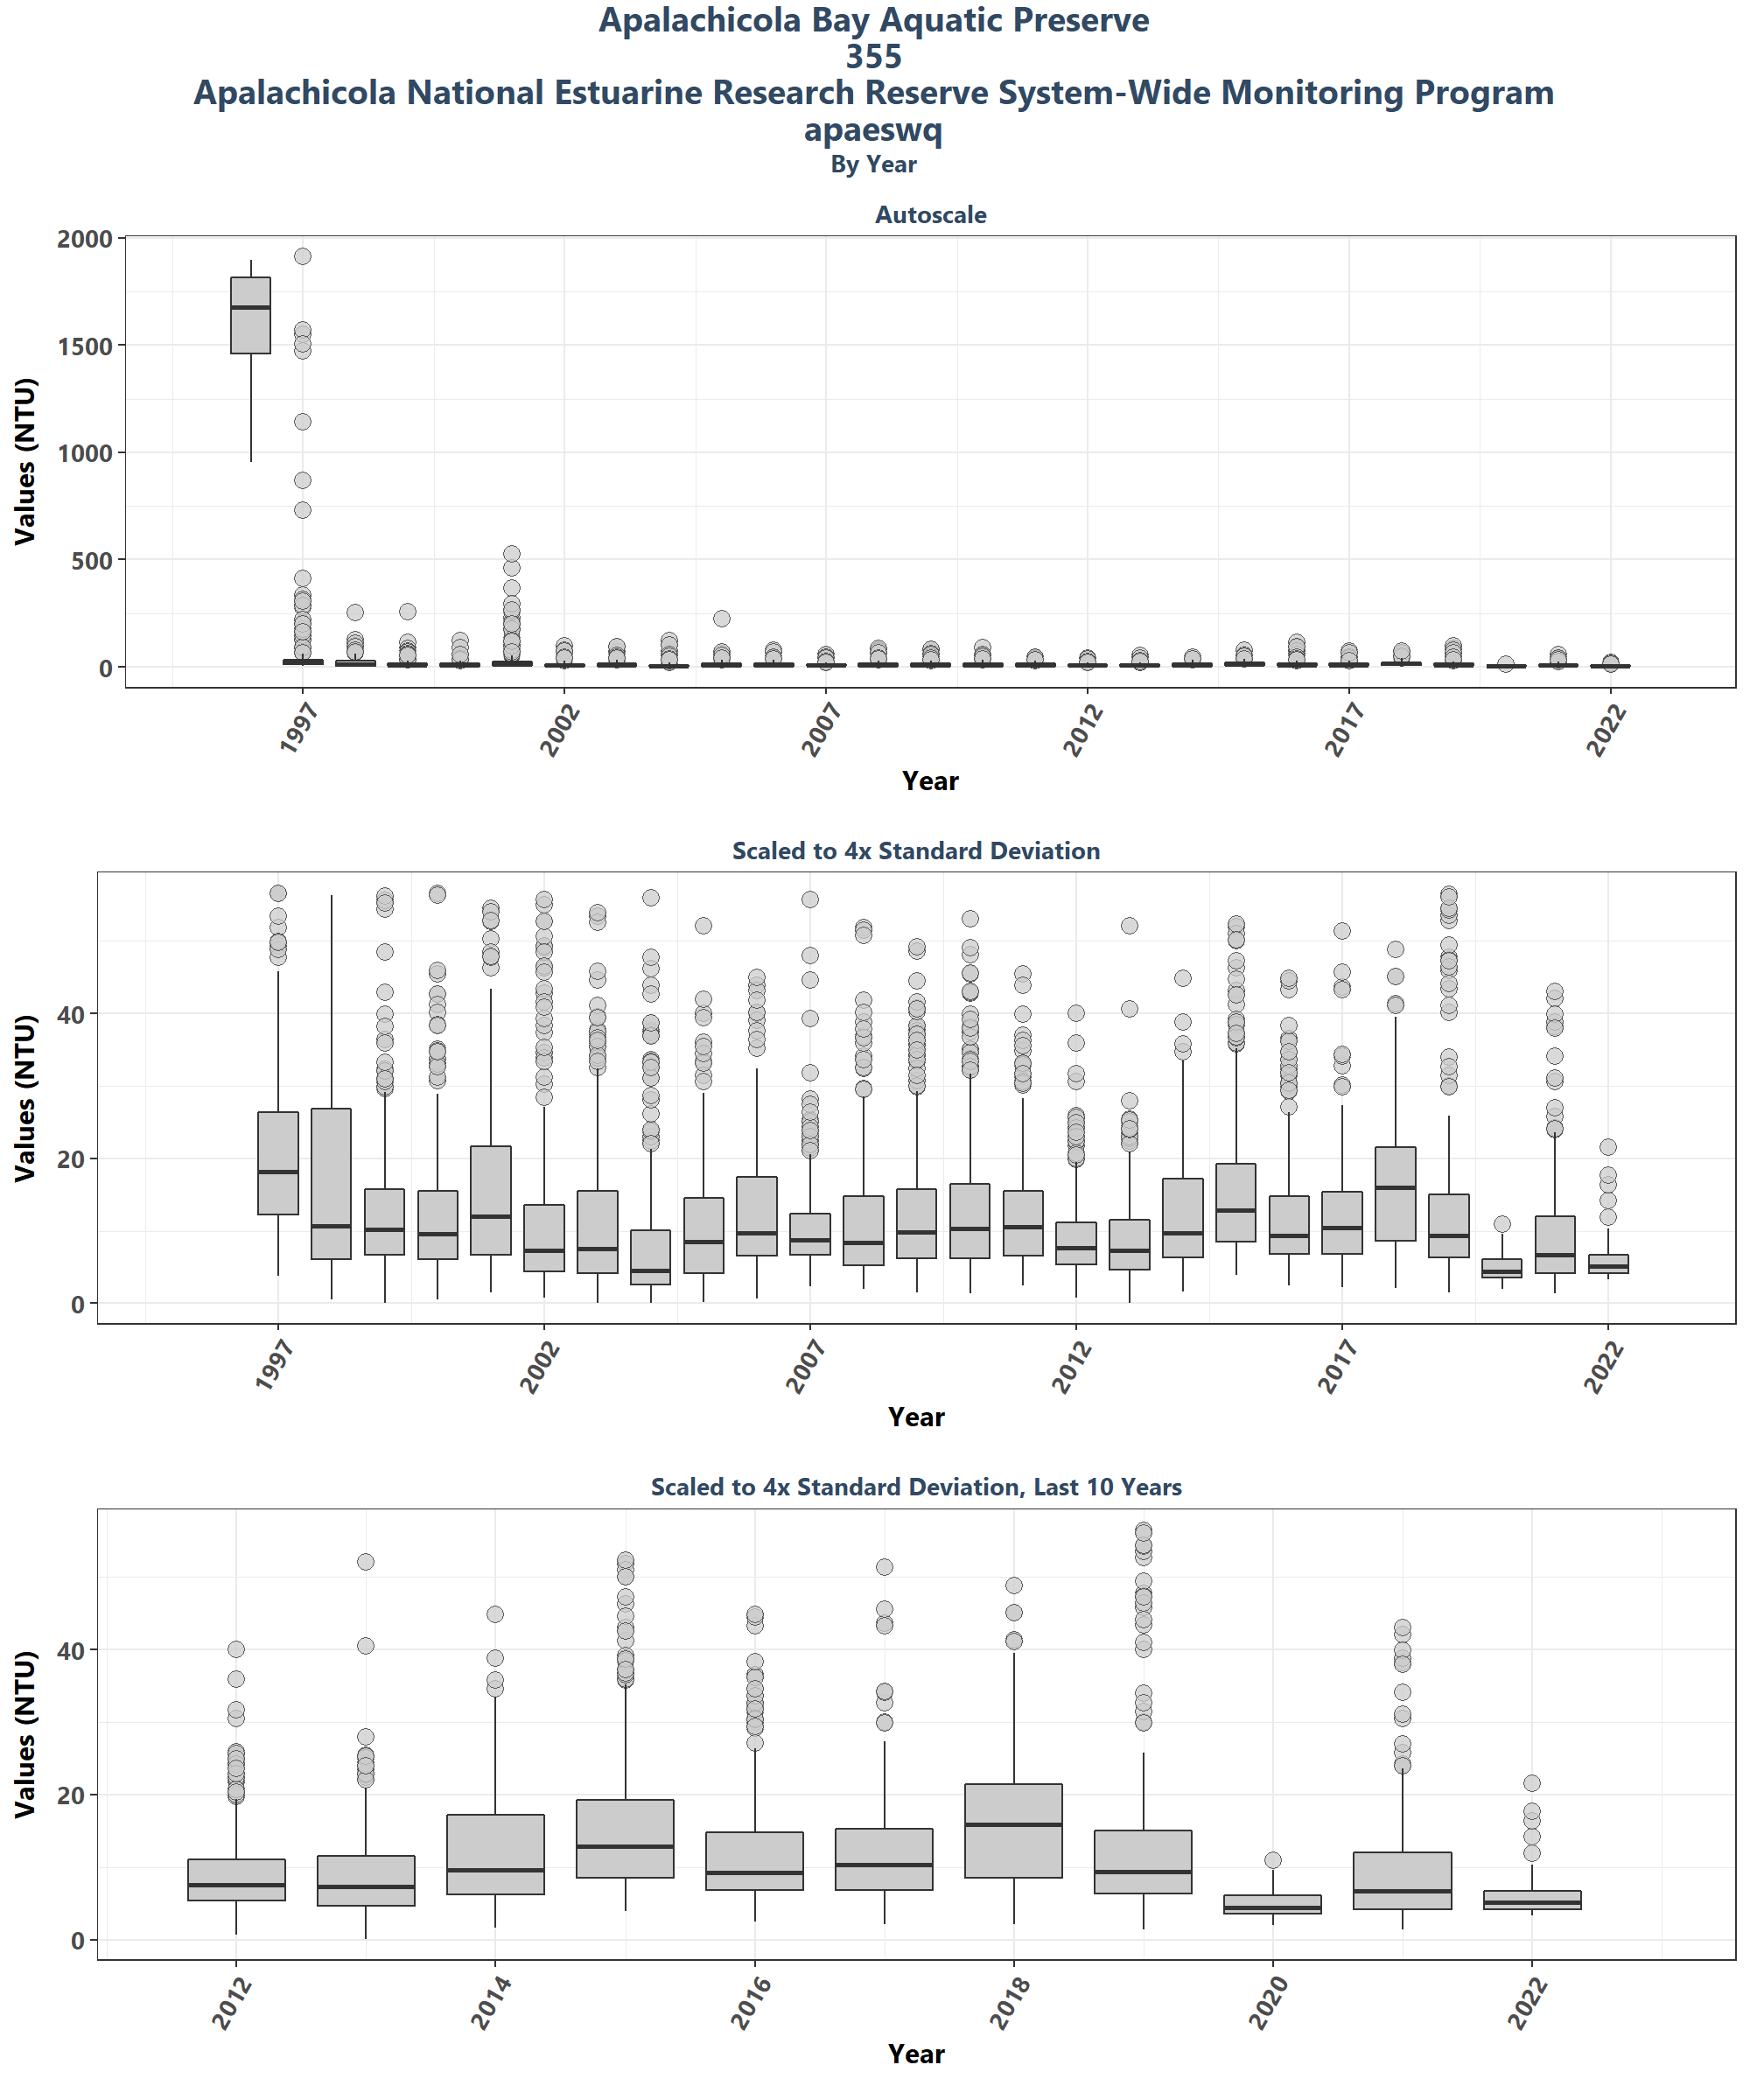 Apalachicola Bay Aquatic Preserve
355
Apalachicola National Estuarine Research Reserve System-Wide Monitoring Program
apaeswq
By Year
Autoscale
Values (NTU)
2000
1500
1000
500
0
1997
2002
2007
2012
2017
2022
Year
Scaled to 4x Standard Deviation
Values (NTU)
40
20
0
1997
2002
2007
2012
2017
2022
Year
Scaled to 4x Standard Deviation, Last 10 Years
Values (NTU)
40
20
0
2012
2014
2016
2018
2020
2022
Year